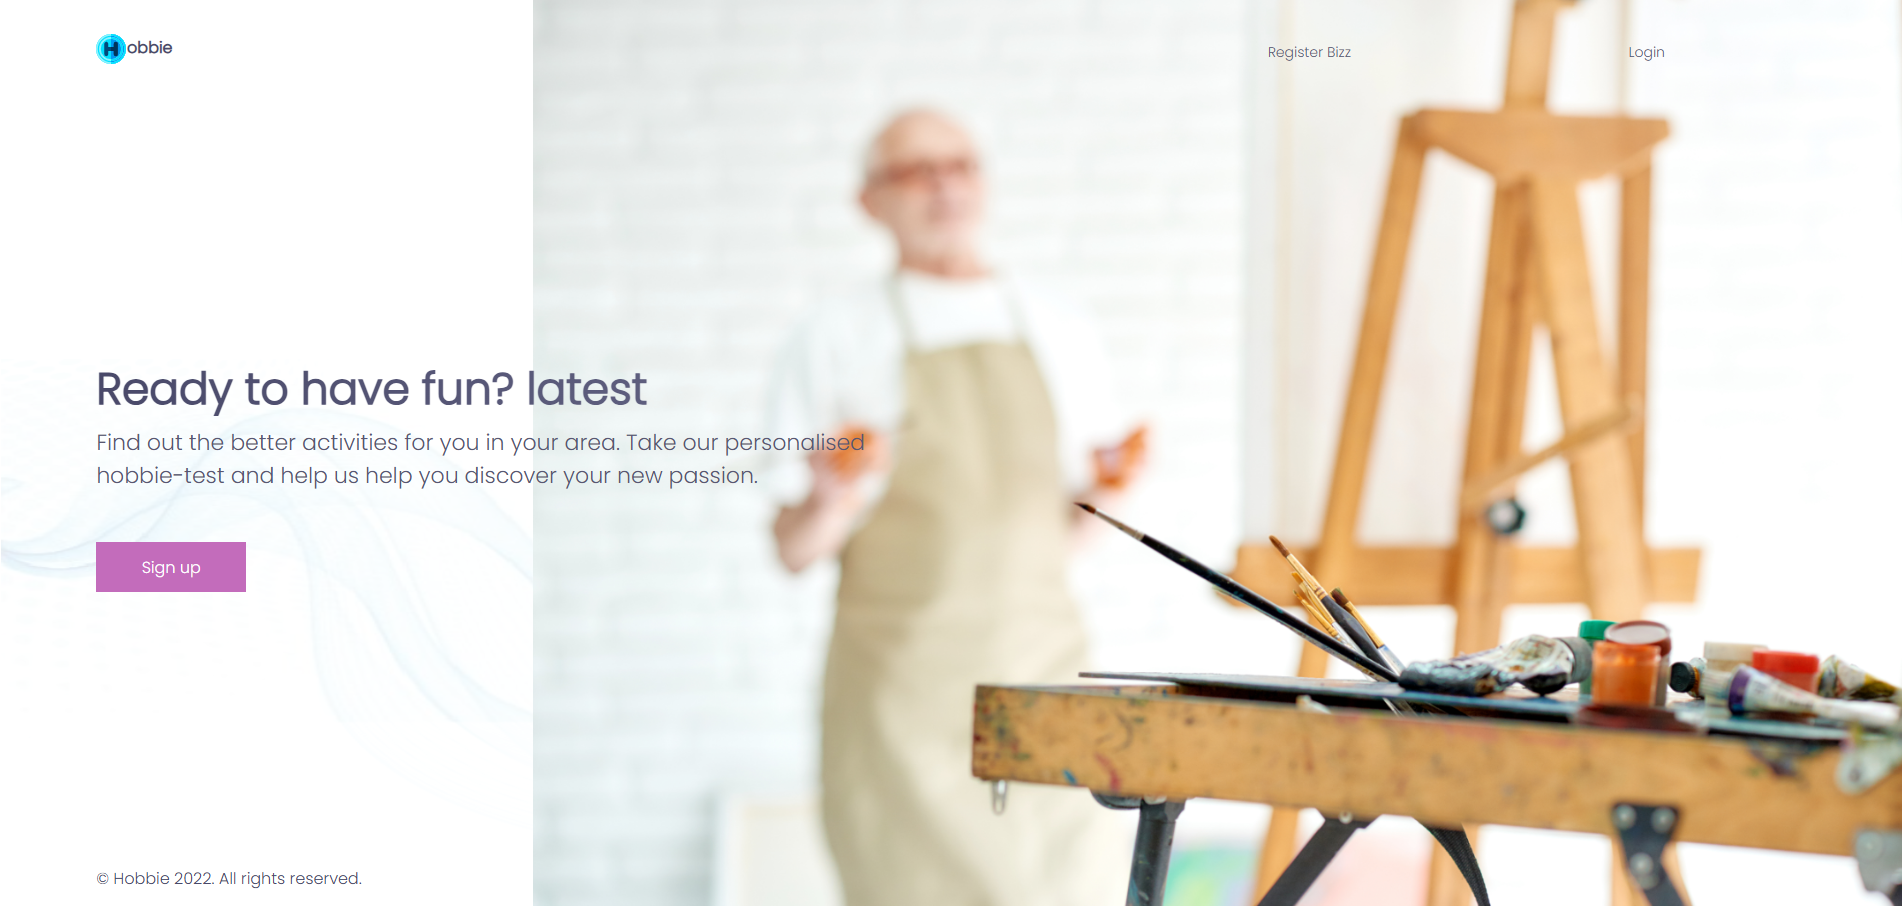 Hobbie
Register Bizz
Login
Ready to have fun? latest
Find out the better activities for you in your area. Take our personalised
hobbie-test and help us help you discover your new passion.
Sign up
© Hobbie 2022. All rights reserved.